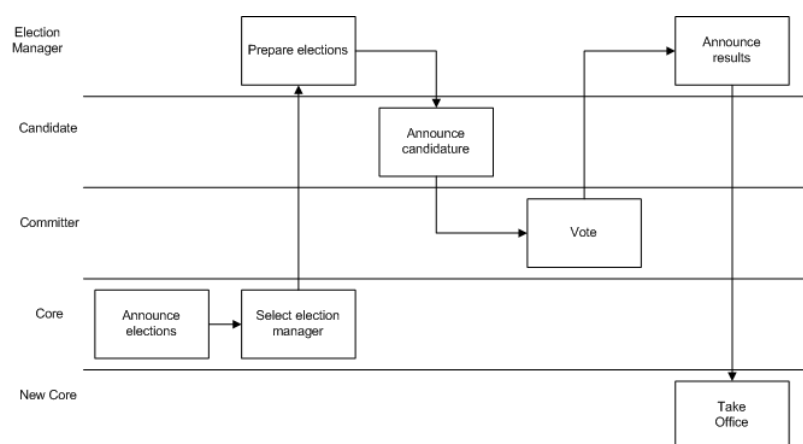 Election
Manager
Prepare elections
Announce
results
Candidate
Announce
candidature
Committer
Vote
Core
Announce
elections
Select election
manager
New Core
Take
Office